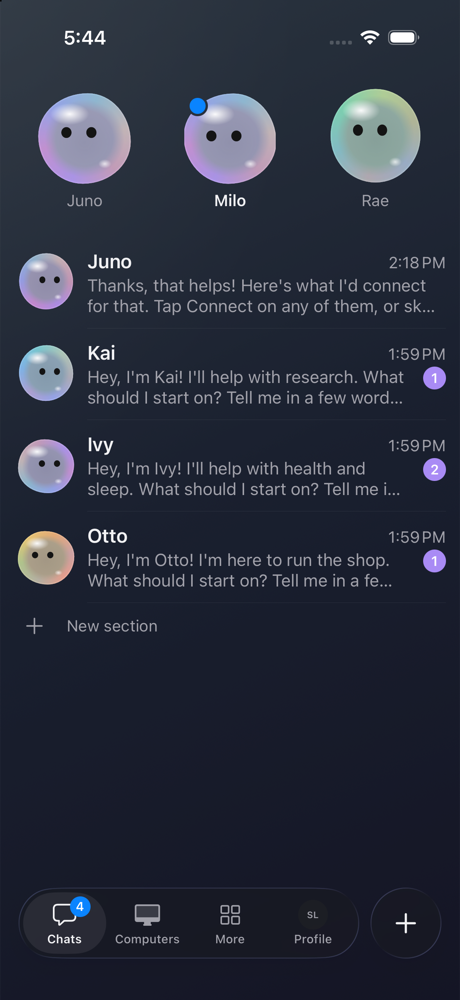 5:44
Juno
Milo
Rae
Juno
2:18 PM
Thanks, that helps! Here's what I'd connect
for that. Tap Connect on any of them, or sk...
Kai
1:59 PM
Hey, I'm Kai! I'll help with research. What
should I start on? Tell me in a few word...
1
Ivy
1:59 PM
Hey, I'm Ivy! I'll help with health and
sleep. What should I start on? Tell me i...
2
Otto
1:59 PM
Hey, I'm Otto! I'm here to run the shop.
What should I start on? Tell me in a fe...
1
New section
4
Chats
Computers
More
SL
Profile